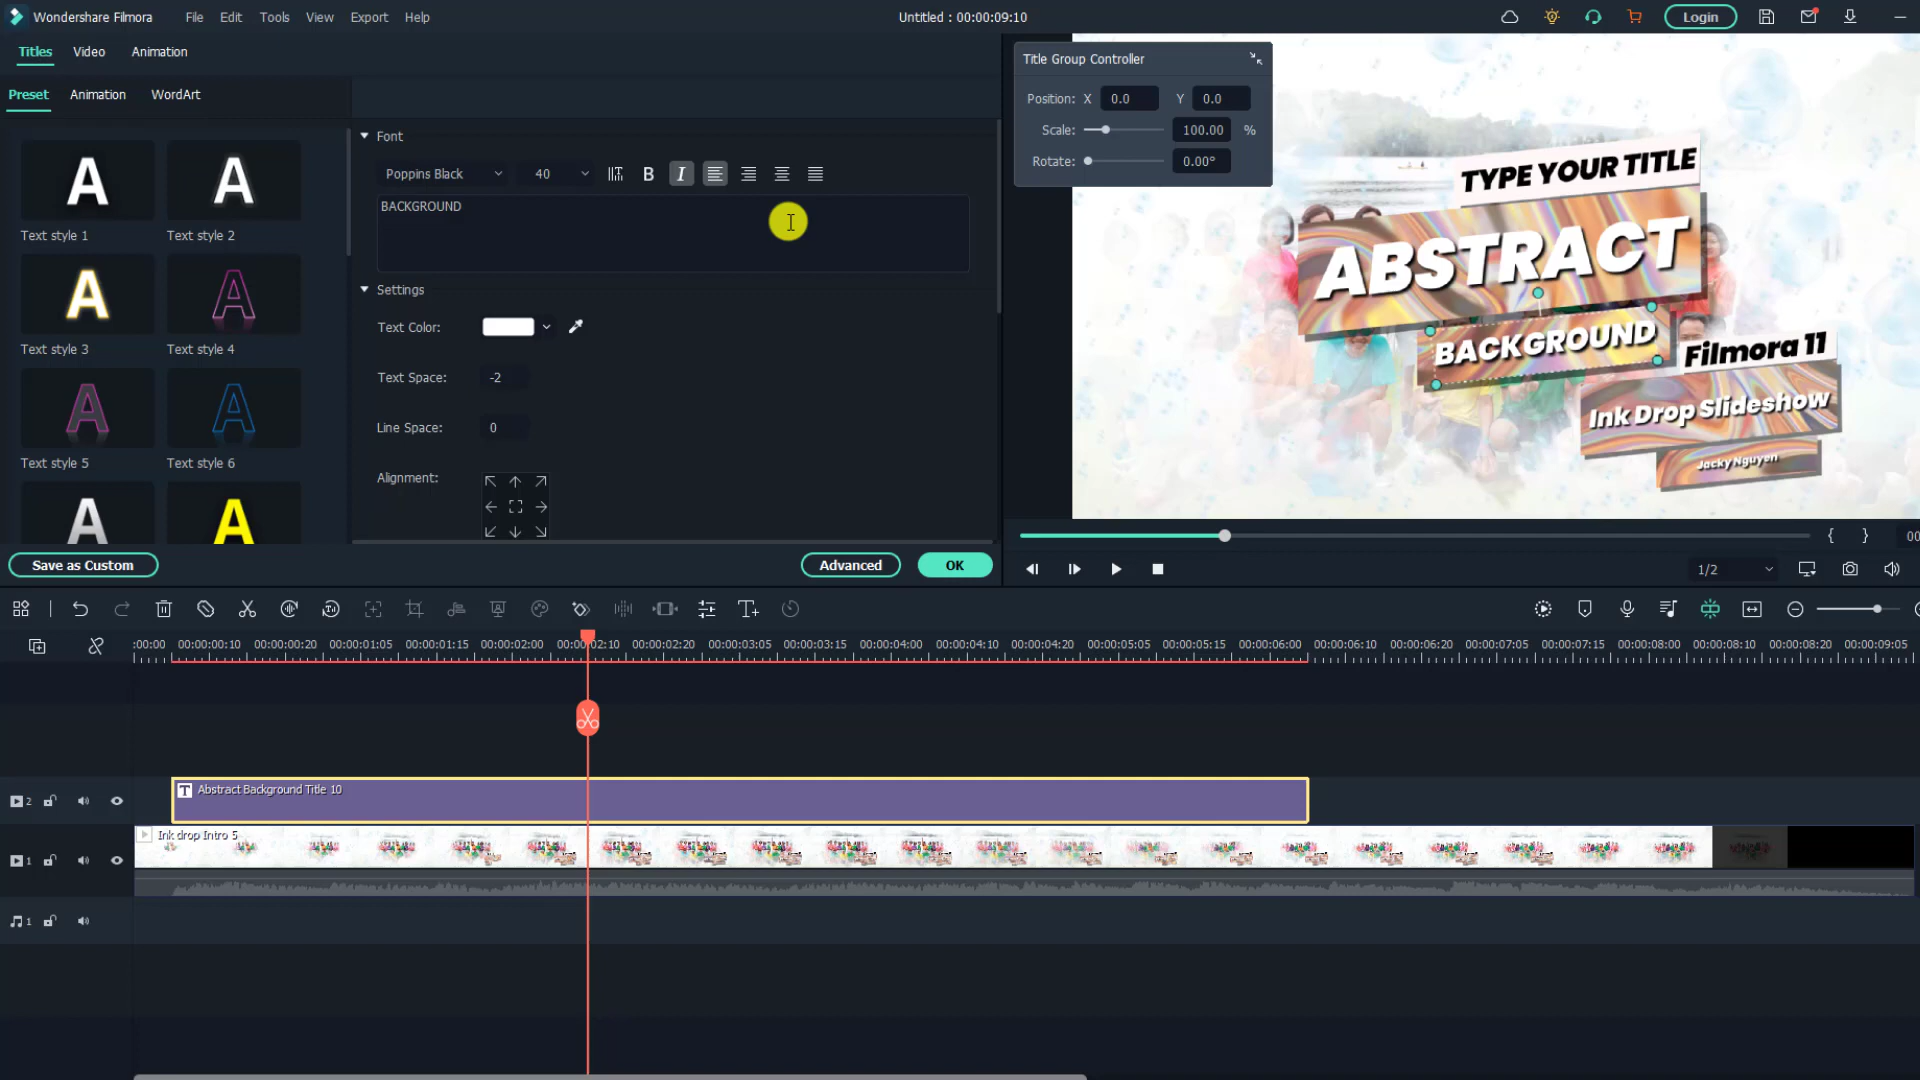 Wondershare Filmora File Edit Tools View Export Help Untitled : 00:00:09:10 Login
Titles Video Animation
Preset Animation WordArt
Text style 1 Text style 2
Text style 3 Text style 4
Text style 5 Text style 6
Font
Poppins Black 40 B I
BACKGROUND
Settings
Text Color:
Text Space: -2
Line Space: 0
Alignment:
Save as Custom Advanced OK
Title Group Controller
Position: X 0.0 Y 0.0
Scale: 100.00 %
Rotate: 0.00°
TYPE YOUR TITLE
ABSTRACT
BACKGROUND
Filmora 11
Ink Drop Slideshow
Jacky Nguyen
{ } 00
1/2
:00:00 00:00:00:10 00:00:00:20 00:00:01:05 00:00:01:15 00:00:02:00 00:00:02:10 00:00:02:20 00:00:03:05 00:00:03:15 00:00:04:00 00:00:04:10 00:00:04:20 00:00:05:05 00:00:05:15 00:00:06:00 00:00:06:10 00:00:06:20 00:00:07:05 00:00:07:15 00:00:08:00 00:00:08:10 00:00:08:20 00:00:09:05
2 T Abstract Background Title 10
Ink drop Intro 5
1
1